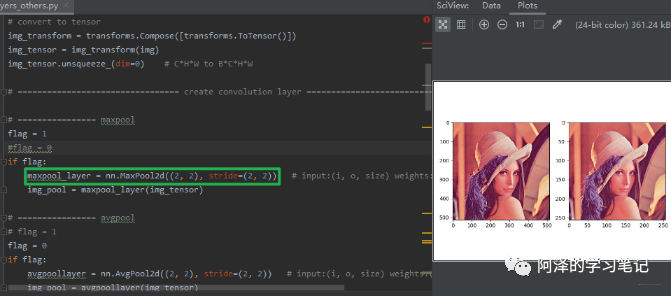 yers_others.py ×
# convert to tensor
img_transform = transforms.Compose([transforms.ToTensor()])
img_tensor = img_transform(img)
img_tensor.unsqueeze_(dim=0) # C*H*W to B*C*H*W
# ================================ create convolution layer ========================
# ================ maxpool
flag = 1
#flag = 0
if flag:
maxpool_layer = nn.MaxPool2d((2, 2), stride=(2, 2)) # input:(i, o, size) weights:
img_pool = maxpool_layer(img_tensor)
# ================ avgpool
# flag = 1
flag = 0
if flag:
avgpoollayer = nn.AvgPool2d((2, 2), stride=(2, 2)) # input:(i, o, size) weights
img_pool = avgpoollayer(img_tensor)
SciView: Data Plots
1:1 (24-bit color) 361.24 kB
0
100
200
300
400
500
0 100 200 300 400 500
0
50
100
150
200
250
0 50 100 150 200 250
阿泽的学习笔记